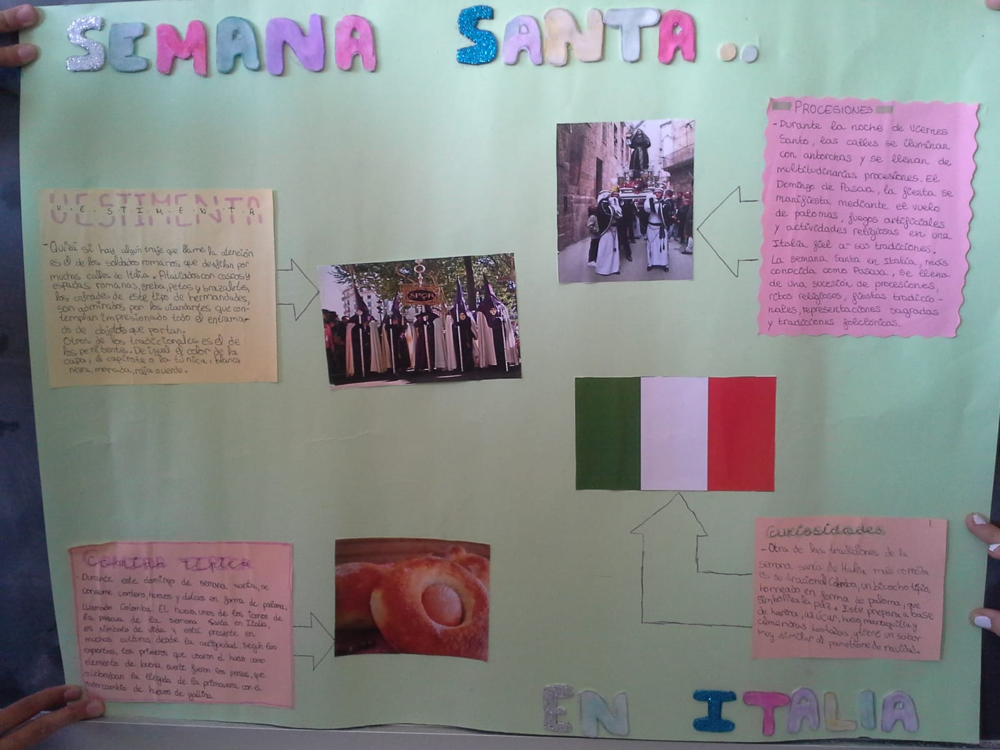 SEMANA SANTA..
PROCESIONES
- Durante la noche de Viernes
Santo, las calles se iluminan
con antorchas y se llenan de
multitudinarias procesiones. El
Domingo de Pascua, la fiesta se
manifiesta mediante el vuelo
de palomas, fuegos artificiales
y actividades religiosas en una
Italia fiel a sus tradiciones.
La semana Santa en Italia, más
conocida como Pascua, se llena
de una sucesión de procesiones,
ritos religiosos, fiestas tradicio-
nales, representaciones sagradas
y tradiciones folclóricas.
VESTIMENTA
V.E.STIMENTA
- Quizá si hay algún traje que llame la atención
es el de los soldados romanos que desfilan por
muchas calles de Italia. Ataviados con cascos y
espadas romanas, greba, petos y brazaletes,
los cofrades de este tipo de hermandades,
son admirados por los viandantes que con-
templan impresionado todo el entrama-
do de objetos que portan.
Otros de los tradicionales es el de
los penitentes. De igual el color de la
capa, el capirote o la túnica, blanca
negra, morada, roja o verde.
SPQR
Comida típica
- Durante este domingo de semana santa, se
consume cordero, huevos y dulces en forma de paloma,
llamado Colomba. El huevo, unos de los iconos de
la pascua de la semana Santa en Italia,
es símbolo de vida y está presente en
muchas culturas desde la antigüedad. Según los
expertos, los primeros que usaron el huevo como
elemento de buena suerte fueron los persas, que
celebraban la llegada de la primavera con el
intercambio de huevos de gallina.
Curiosidades
- Otra de las tradiciones de la
semana santa de Italia más conocida
es su tracional Colomba, un bicocho típio,
horneado en forma de paloma, que
simboliza la paz. Este prepara a base
de harina, azúcar, huevo, mantequilla y
almendras tostadas, y tiene un sabor
muy similar al panettone de navidad.
EN ITALIA